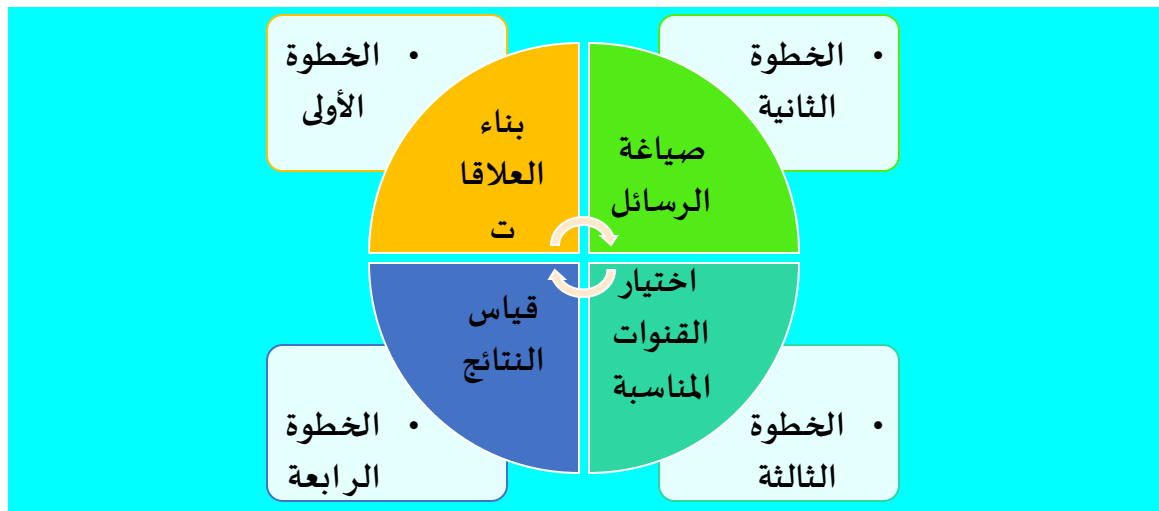 • الخطوة
الأولى
بناء
العلاقا
ت
• الخطوة
الثانية
صياغة
الرسائل
• الخطوة
الثالثة
اختيار
القنوات
المناسبة
• الخطوة
الرابعة
قياس
النتائج